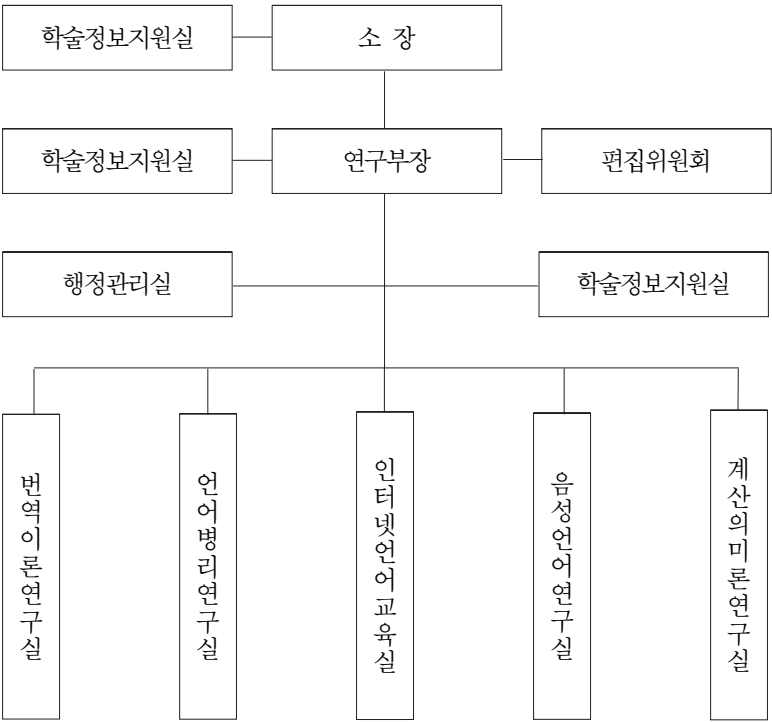 학술정보지원실
소 장
학술정보지원실
연구부장
편집위원회
행정관리실
학술정보지원실
번역이론연구실
언어병리연구실
인터넷언어교육실
음성언어연구실
계산의미론연구실